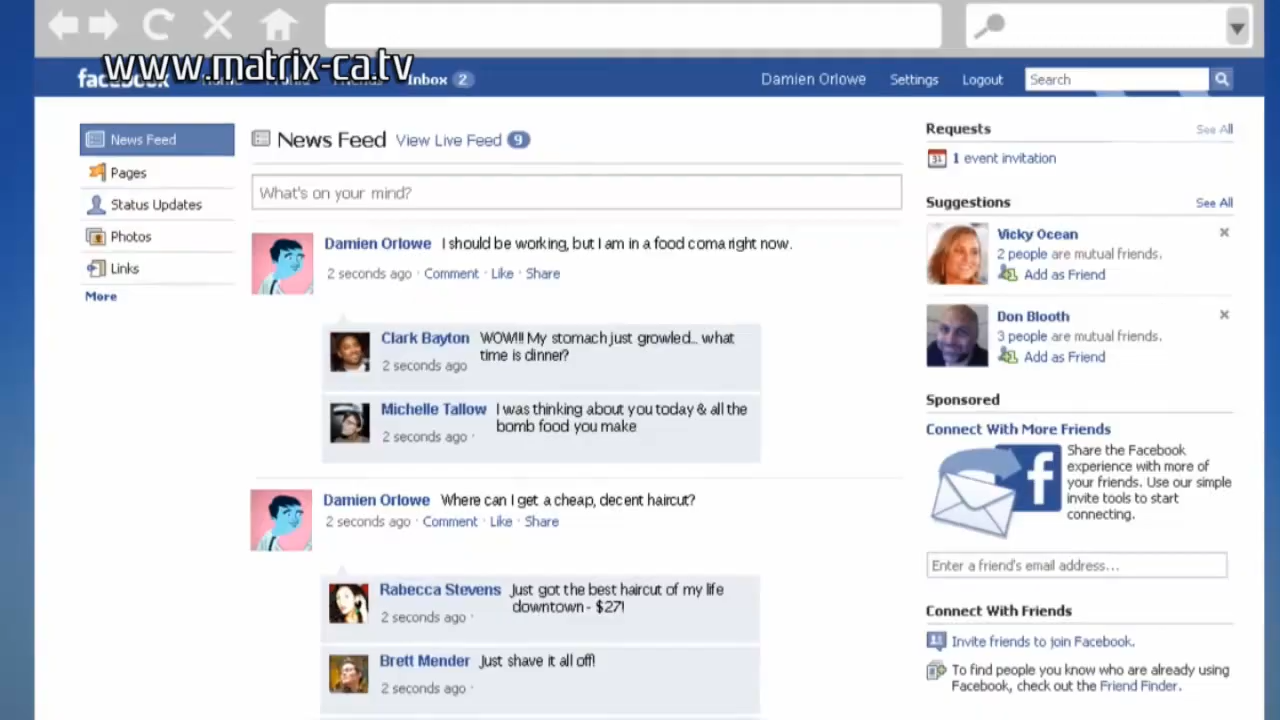 www.matrix-ca.tv
facebook Home Profile Friends Inbox 2
Damien Orlowe Settings Logout Search
News Feed
Pages
Status Updates
Photos
Links
More
News Feed View Live Feed 9
What's on your mind?
Damien Orlowe I should be working, but I am in a food coma right now.
2 seconds ago · Comment · Like · Share
Clark Bayton WOW!!! My stomach just growled... what
time is dinner?
2 seconds ago
Michelle Tallow I was thinking about you today & all the
bomb food you make
2 seconds ago ·
Damien Orlowe Where can I get a cheap, decent haircut?
2 seconds ago · Comment · Like · Share
Rabecca Stevens Just got the best haircut of my life
downtown - $27!
2 seconds ago ·
Brett Mender Just shave it all off!
2 seconds ago ·
Requests See All
31 1 event invitation
Suggestions See All
Vicky Ocean
2 people are mutual friends.
Add as Friend
Don Blooth
3 people are mutual friends.
Add as Friend
Sponsored
Connect With More Friends
Share the Facebook
experience with more of
your friends. Use our simple
invite tools to start
connecting.
Enter a friend's email address...
Connect With Friends
Invite friends to join Facebook.
To find people you know who are already using
Facebook, check out the Friend Finder.